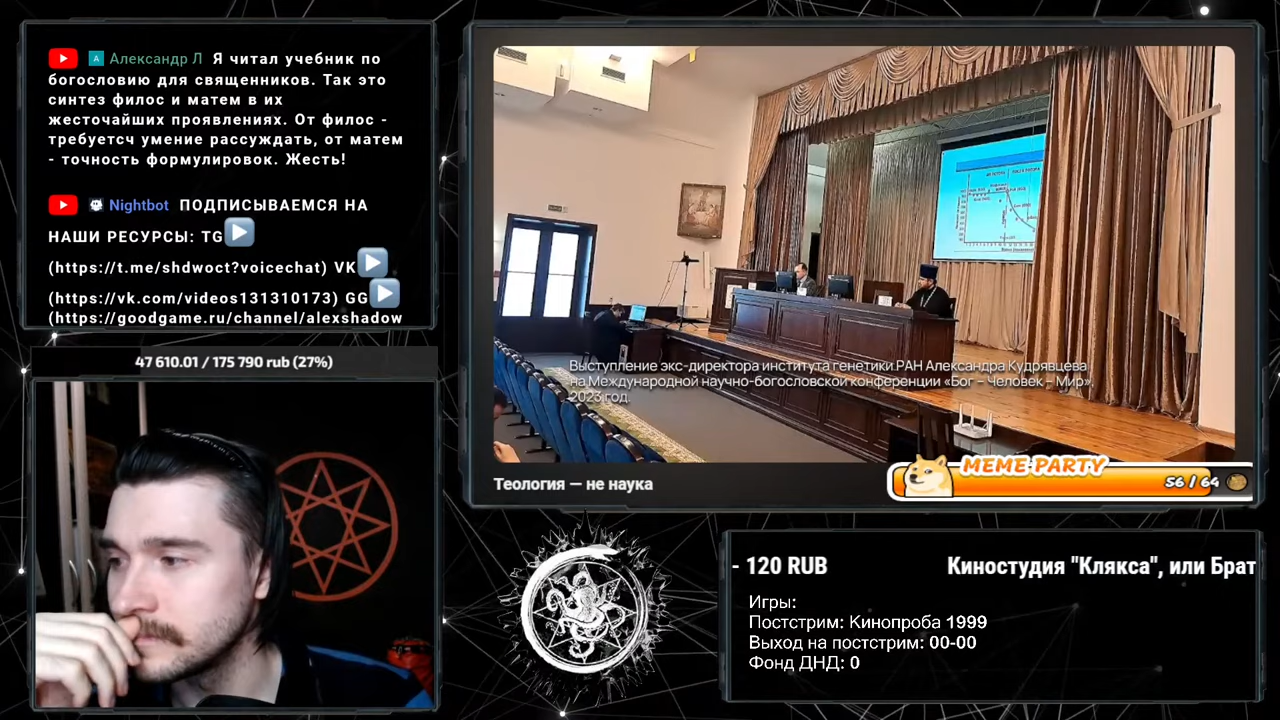 Александр Л Я читал учебник по
богословию для священников. Так это
синтез филос и матем в их
жесточайших проявлениях. От филос -
требуетсч умение рассуждать, от матем
- точность формулировок. Жесть!
Nightbot ПОДПИСЫВАЕМСЯ НА
НАШИ РЕСУРСЫ: TG
(https://t.me/shdwoct?voicechat) VK
(https://vk.com/videos131310173) GG
(https://goodgame.ru/channel/alexshadow
47 610.01 / 175 790 rub (27%)
Выступление экс-директора института генетики РАН Александра Кудрявцева
на Международной научно-богословской конференции «Бог – Человек – Мир»,
2023 год.
Теология — не наука
MEME PARTY
56 / 64
- 120 RUB
Киностудия "Клякса", или Брат
Игры:
Постстрим: Кинопроба 1999
Выход на постстрим: 00-00
Фонд ДНД: 0